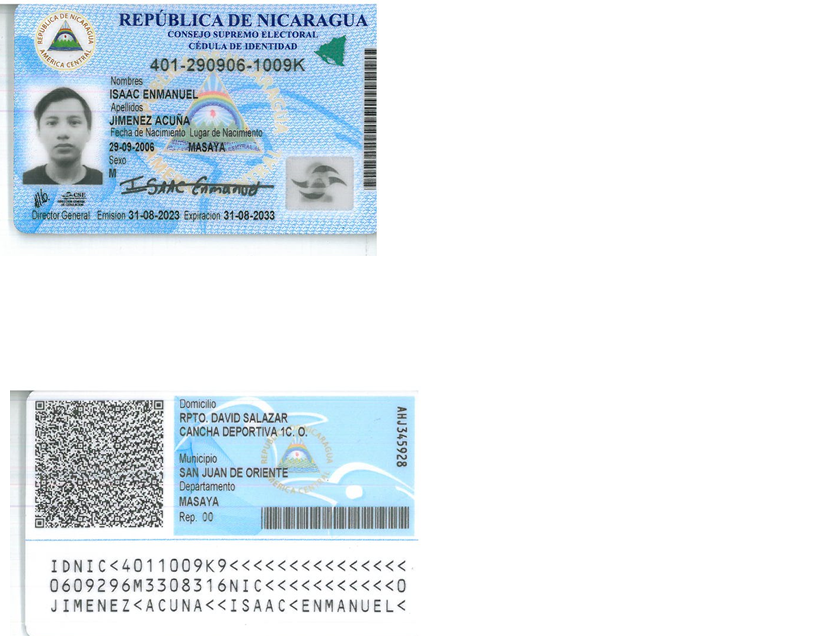 REPÚBLICA DE NICARAGUA
CONSEJO SUPREMO ELECTORAL
CÉDULA DE IDENTIDAD
REPÚBLICA DE NICARAGUA
AMERICA CENTRAL
401-290906-1009K
Nombres
ISAAC ENMANUEL
Apellidos
JIMENEZ ACUÑA
Fecha de Nacimiento Lugar de Nacimiento
29-09-2006 MASAYA
Sexo
M
ISAAC Enmanuel
CSE
Director General Emision 31-08-2023 Expiracion 31-08-2033
Domicilio
RPTO. DAVID SALAZAR
CANCHA DEPORTIVA 1C. O.
Municipio
SAN JUAN DE ORIENTE
Departamento
MASAYA
Rep. 00
AHJ345928
IDNIC<4011009K9<<<<<<<<<<<<<<<
0609296M3308316NIC<<<<<<<<<<<0
JIMENEZ<ACUNA<<ISAAC<ENMANUEL<